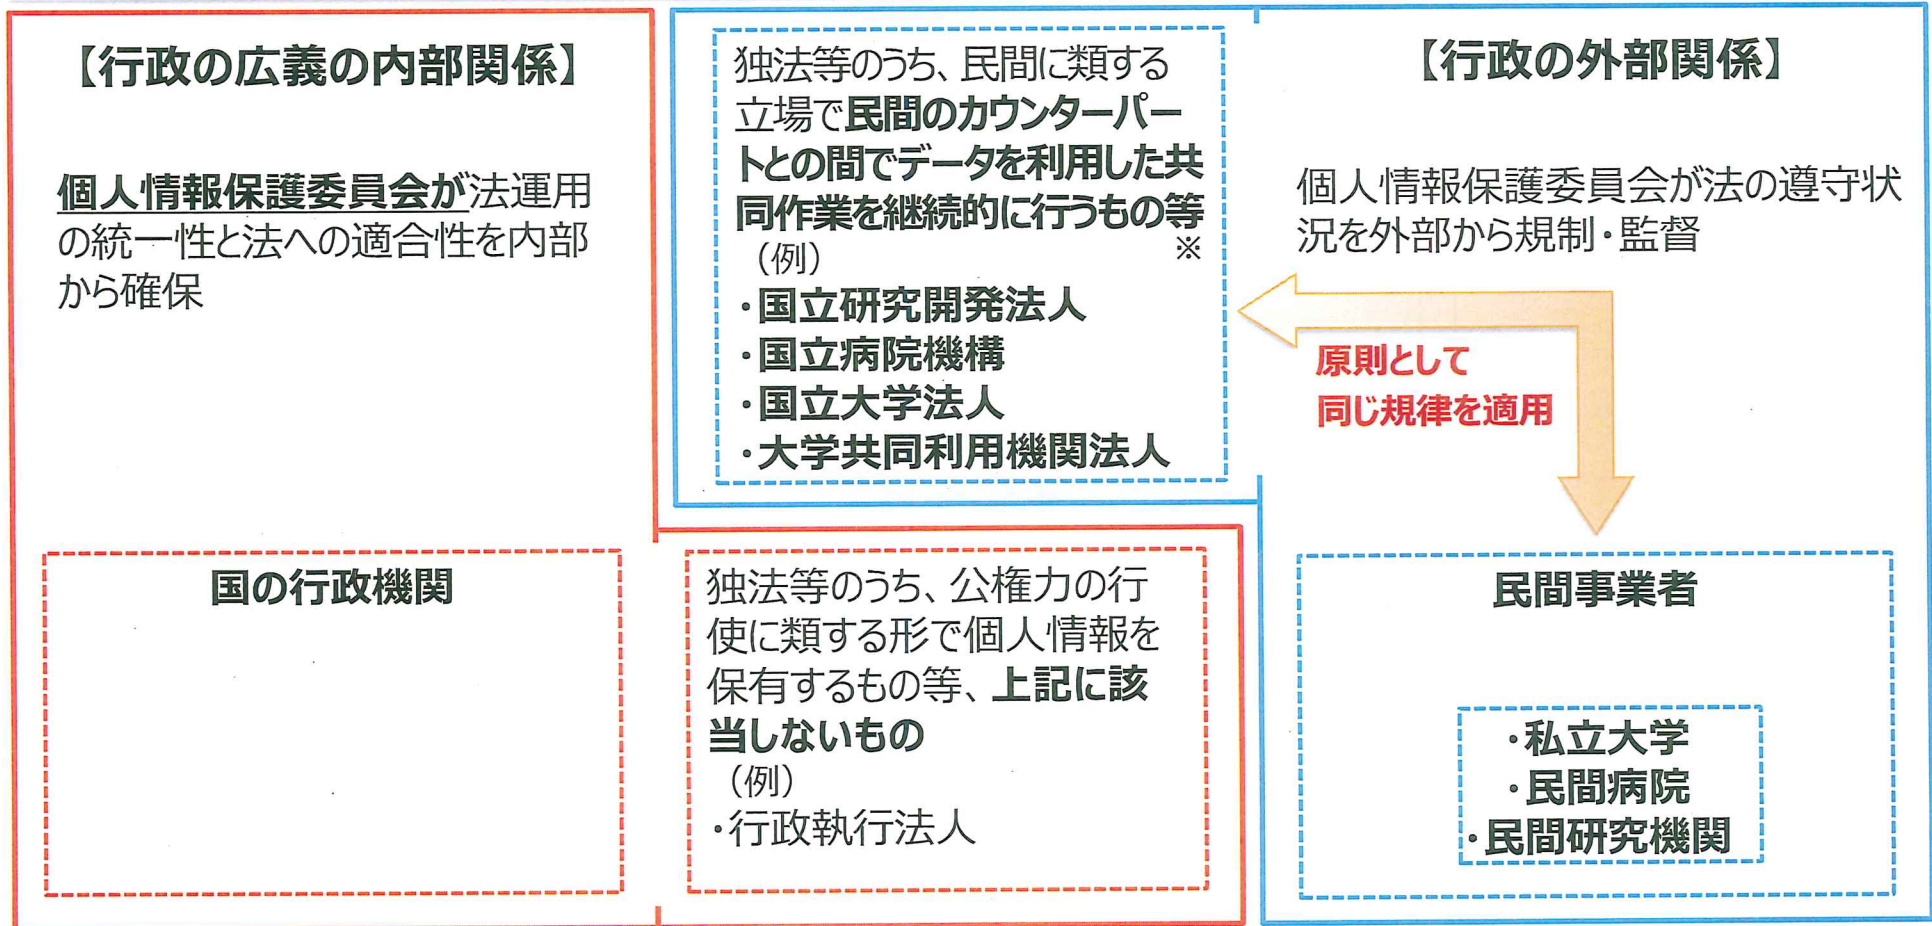 【行政の広義の内部関係】
個人情報保護委員会が法運用
の統一性と法への適合性を内部
から確保
国の行政機関
独法等のうち、民間に類する
立場で民間のカウンターパー
トとの間でデータを利用した共
同作業を継続的に行うもの等
※
(例)
・国立研究開発法人
・国立病院機構
・国立大学法人
・大学共同利用機関法人
独法等のうち、公権力の行
使に類する形で個人情報を
保有するもの等、上記に該
当しないもの
(例)
・行政執行法人
【行政の外部関係】
個人情報保護委員会が法の遵守状
況を外部から規制・監督
原則として
同じ規律を適用
民間事業者
・私立大学
・民間病院
・民間研究機関